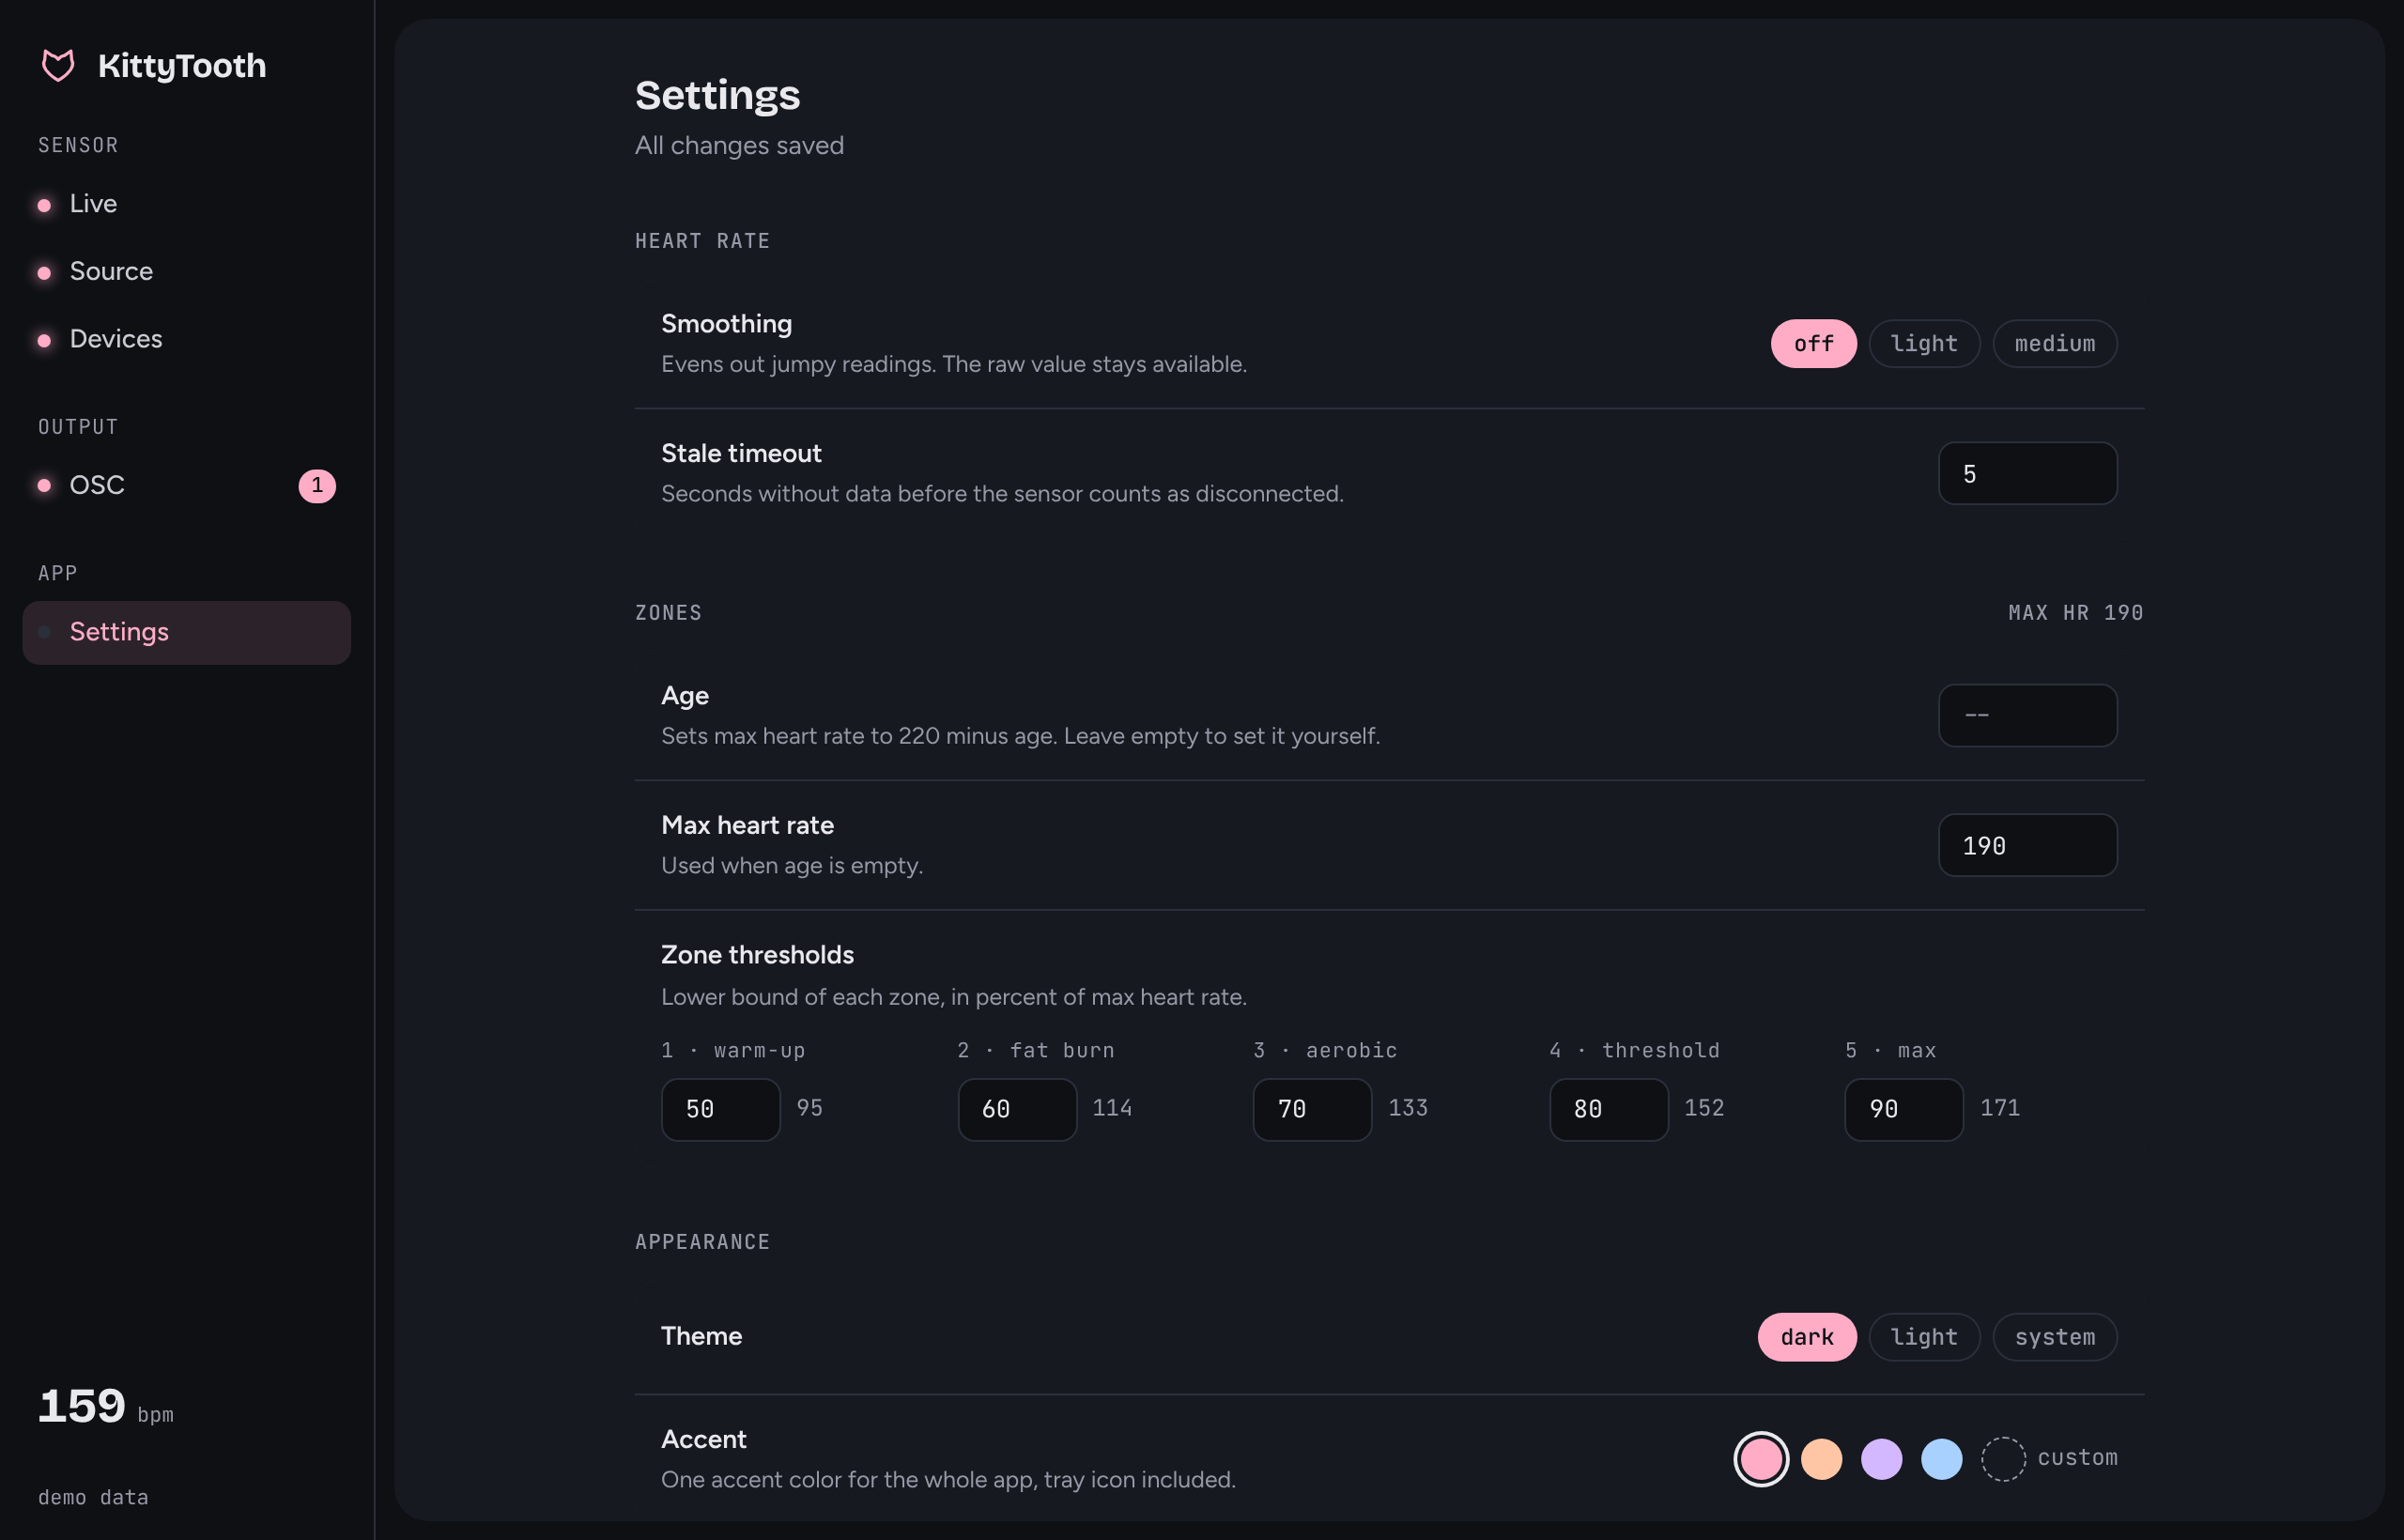 KittyTooth
SENSOR
Live
Source
Devices
OUTPUT
OSC 1
APP
Settings
159 bpm
demo data
Settings
All changes saved
HEART RATE
Smoothing
Evens out jumpy readings. The raw value stays available.
off light medium
Stale timeout
Seconds without data before the sensor counts as disconnected.
5
ZONES MAX HR 190
Age
Sets max heart rate to 220 minus age. Leave empty to set it yourself.
--
Max heart rate
Used when age is empty.
190
Zone thresholds
Lower bound of each zone, in percent of max heart rate.
1 · warm-up 2 · fat burn 3 · aerobic 4 · threshold 5 · max
50 95 60 114 70 133 80 152 90 171
APPEARANCE
Theme
dark light system
Accent
One accent color for the whole app, tray icon included.
custom